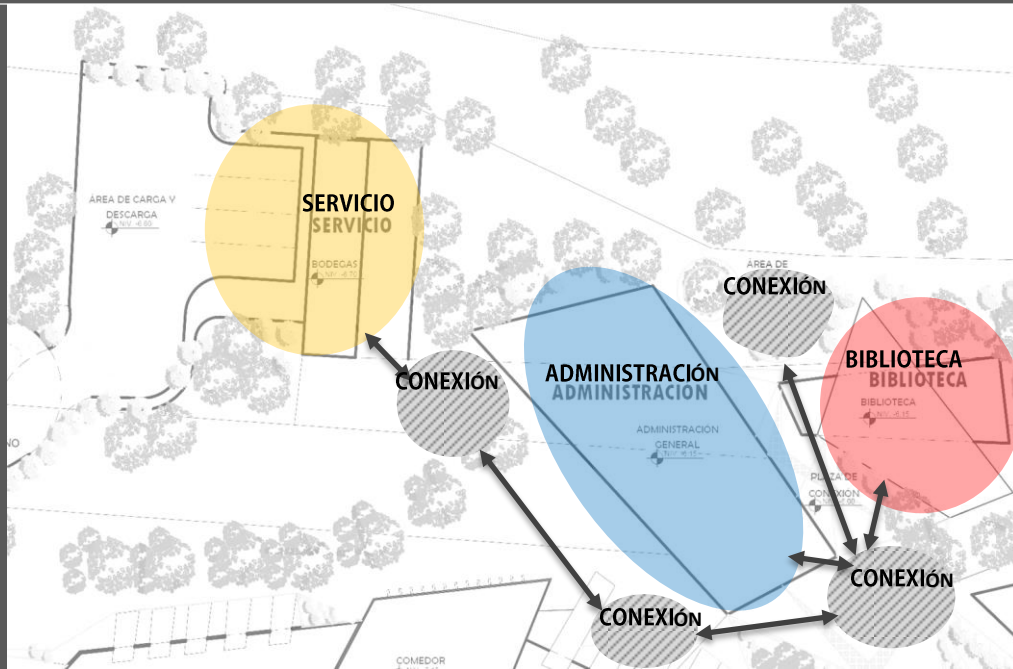 ÁREA DE CARGA Y
DESCARGA
SERVICIO
SERVICIO
BODEGAS
CONEXIÓN
ADMINISTRACIÓN
ADMINISTRACION
ADMINISTRACIÓN
GENERAL
ÁREA DE
CONEXIÓN
BIBLIOTECA
BIBLIOTECA
BIBLIOTECA
PLAZA DE
CONEXIÓN
CONEXIÓN
CONEXIÓN
COMEDOR